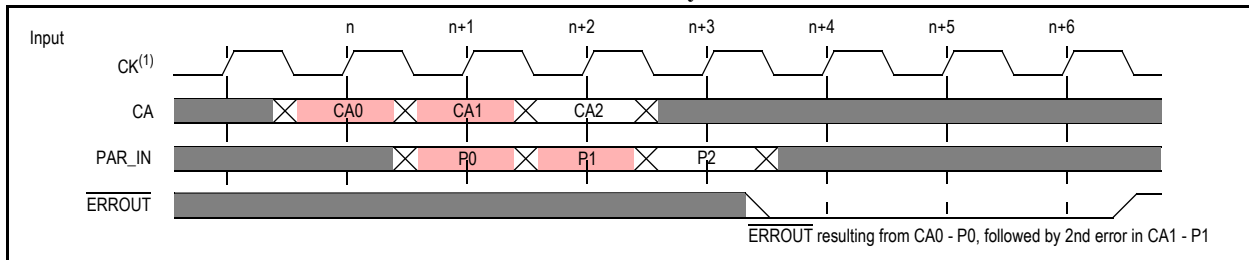 n n+1 n+2 n+3 n+4 n+5 n+6
Input
CK(1)
CA CA0 CA1 CA2
PAR_IN P0 P1 P2
ERROUT
ERROUT resulting from CA0 - P0, followed by 2nd error in CA1 - P1